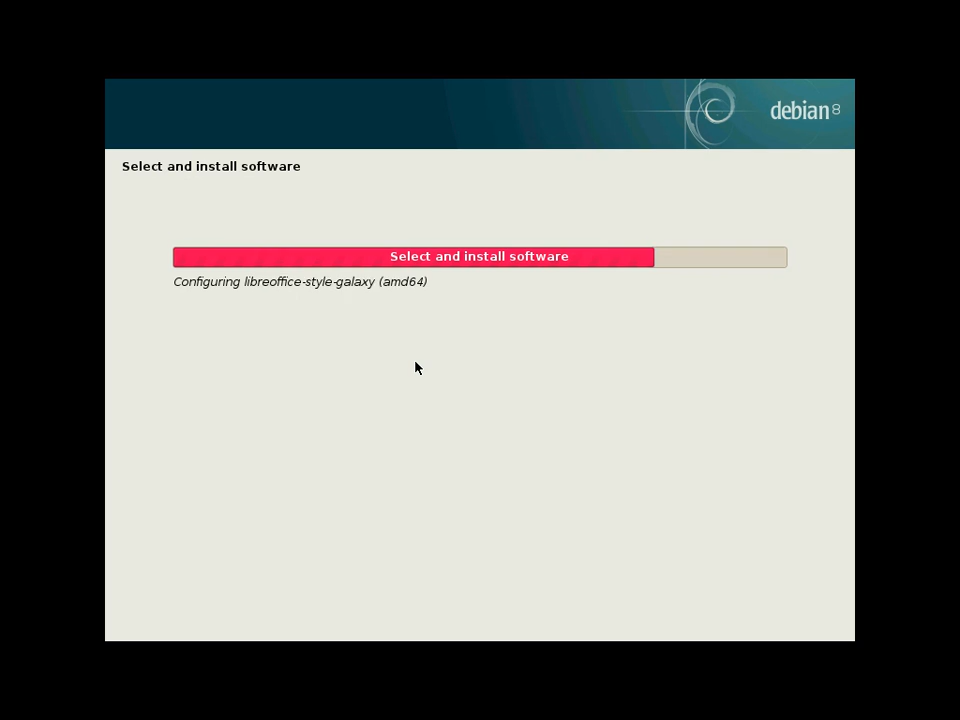 debian 8
Select and install software
Select and install software
Configuring libreoffice-style-galaxy (amd64)